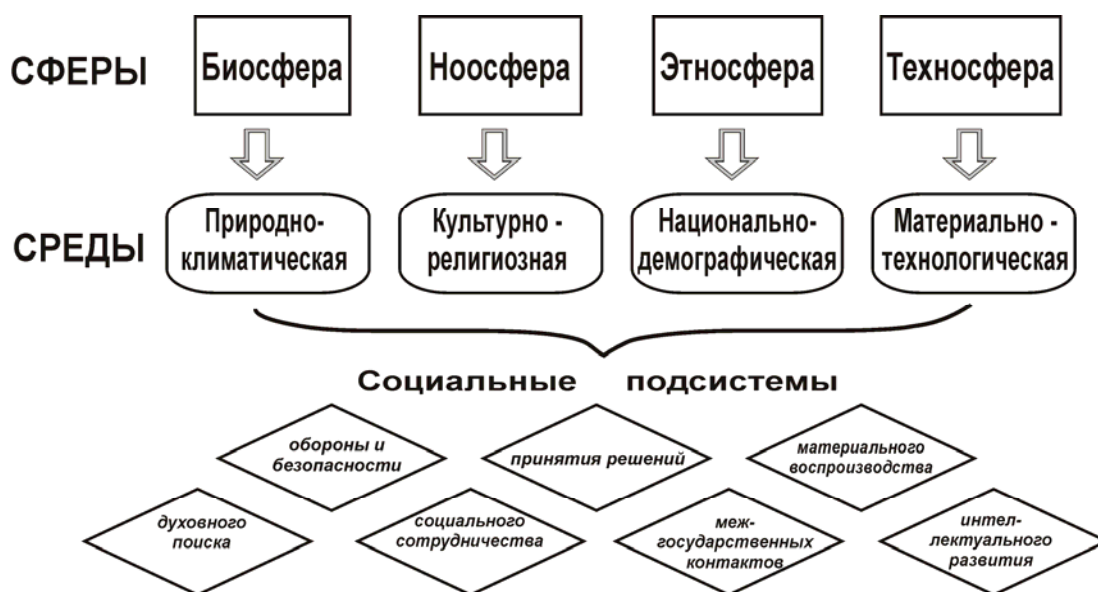 СФЕРЫ
Биосфера
Ноосфера
Этносфера
Техносфера
СРЕДЫ
Природно-
климатическая
Культурно -
религиозная
Национально-
демографическая
Материально -
технологическая
Социальные подсистемы
обороны и
безопасности
принятия решений
материального
воспроизводства
духовного
поиска
социального
сотрудничества
меж-
государственных
контактов
интел-
лектуального
развития